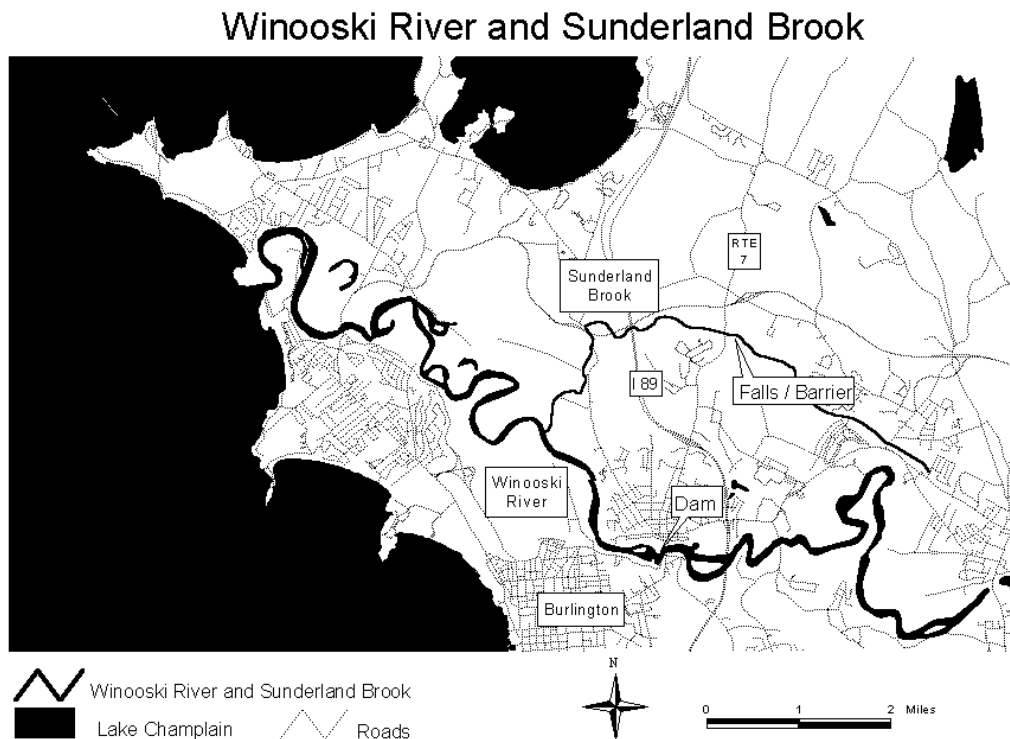 Winooski River and Sunderland Brook
RTE
7
Sunderland
Brook
I 89
Falls / Barrier
Winooski
River
Dam
Burlington
N
Winooski River and Sunderland Brook
Lake Champlain
Roads
0 1 2 Miles